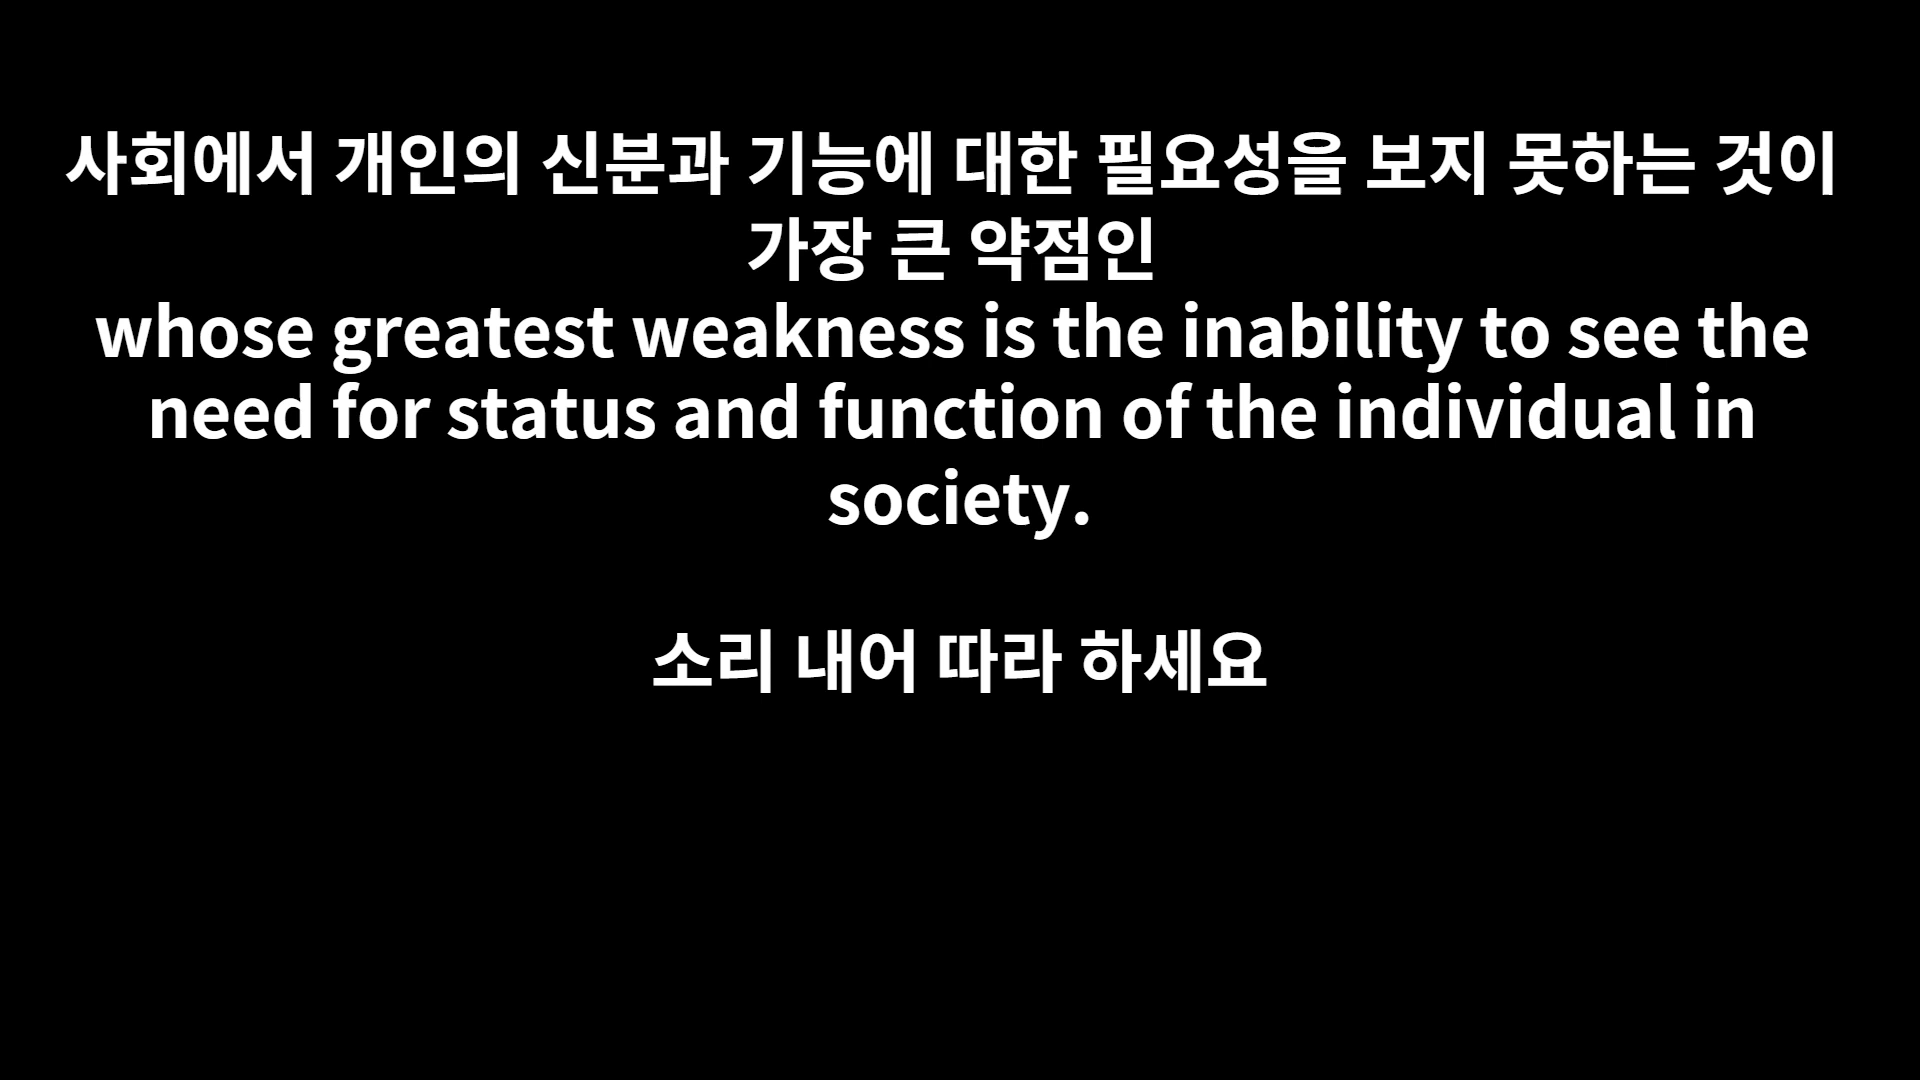 사회에서 개인의 신분과 기능에 대한 필요성을 보지 못하는 것이
가장 큰 약점인
whose greatest weakness is the inability to see the
need for status and function of the individual in
society.
소리 내어 따라 하세요